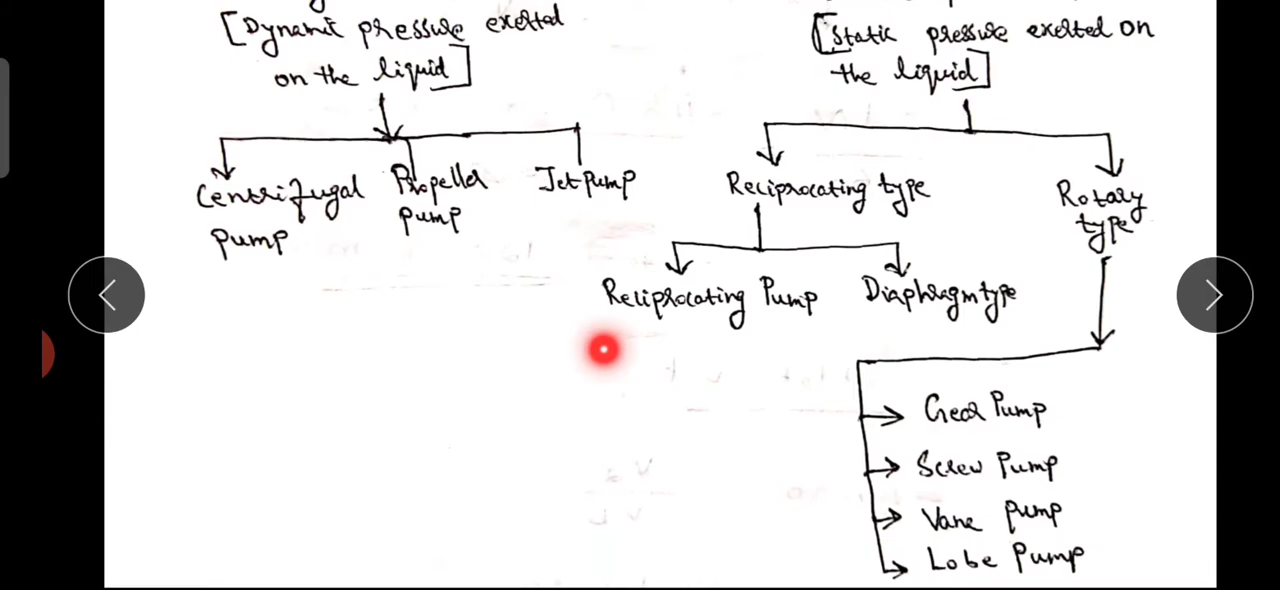 [Dynamic pressure exerted
on the liquid]
Centrifugal
pump
Propeller
pump
Jet pump
[Static pressure exerted on
the liquid]
Reciprocating type
Rotary
type
Reciprocating Pump
Diaphragm type
Gear Pump
Screw Pump
Vane Pump
Lobe Pump